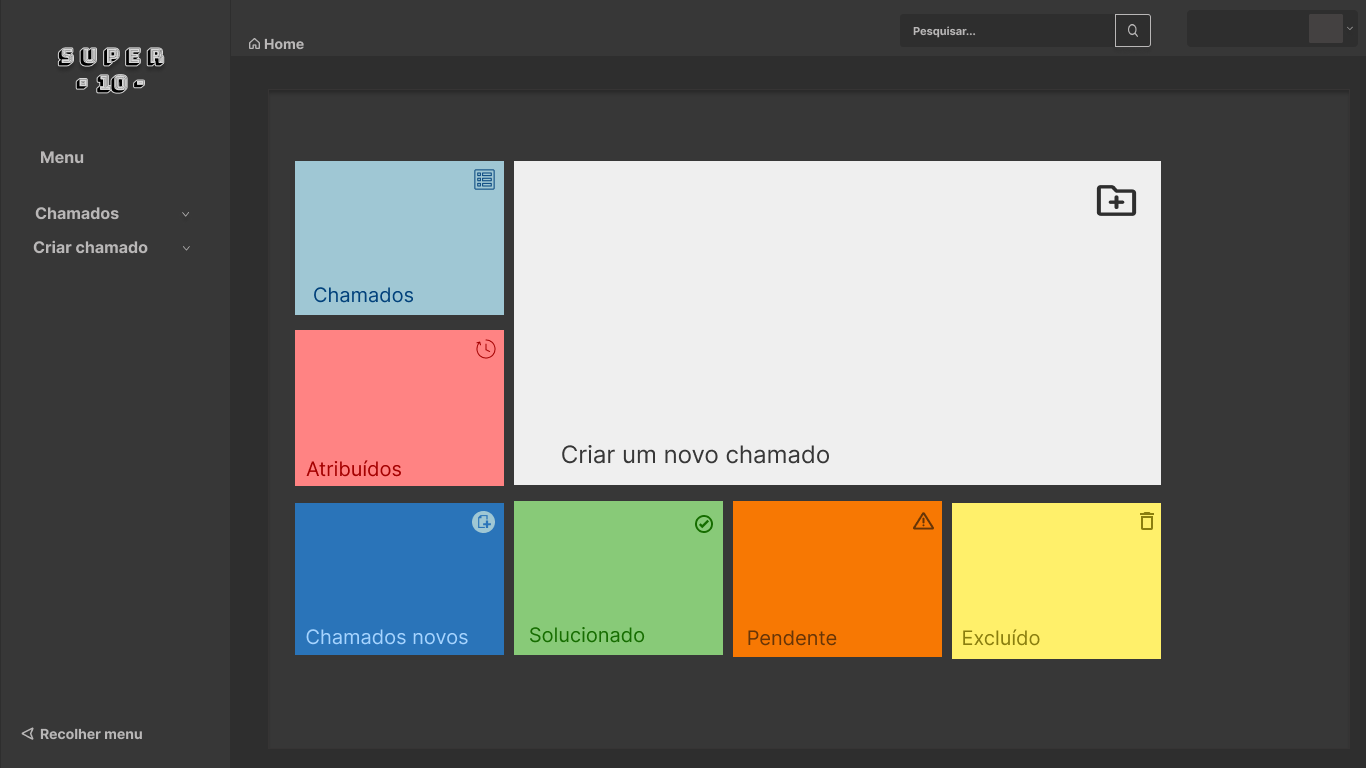 SUPER
- 10 -
Home
Pesquisar...
Menu
Chamados
Criar chamado
Chamados
Criar um novo chamado
Atribuídos
Chamados novos
Solucionado
Pendente
Excluído
Recolher menu